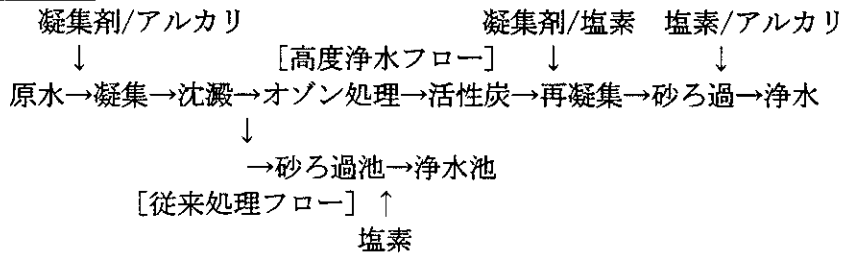 凝集剤/アルカリ　凝集剤/塩素　塩素/アルカリ
↓　［高度浄水フロー］　↓　↓
原水→凝集→沈澱→オゾン処理→活性炭→再凝集→砂ろ過→浄水
↓
→砂ろ過池→浄水池
［従来処理フロー］　↑
塩素